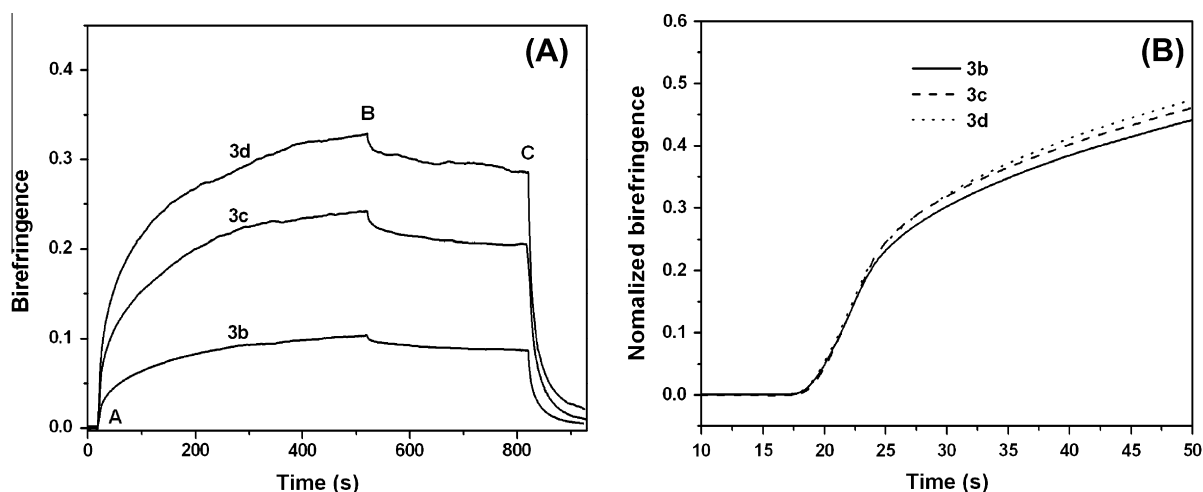 (A)
Birefringence
0.4
0.3
0.2
0.1
0.0
3d
3c
3b
A
B
C
0 200 400 600 800
Time (s)
(B)
Nomalized birefringence
0.6
0.5
0.4
0.3
0.2
0.1
0.0
3b
3c
3d
10 15 20 25 30 35 40 45 50
Time (s)